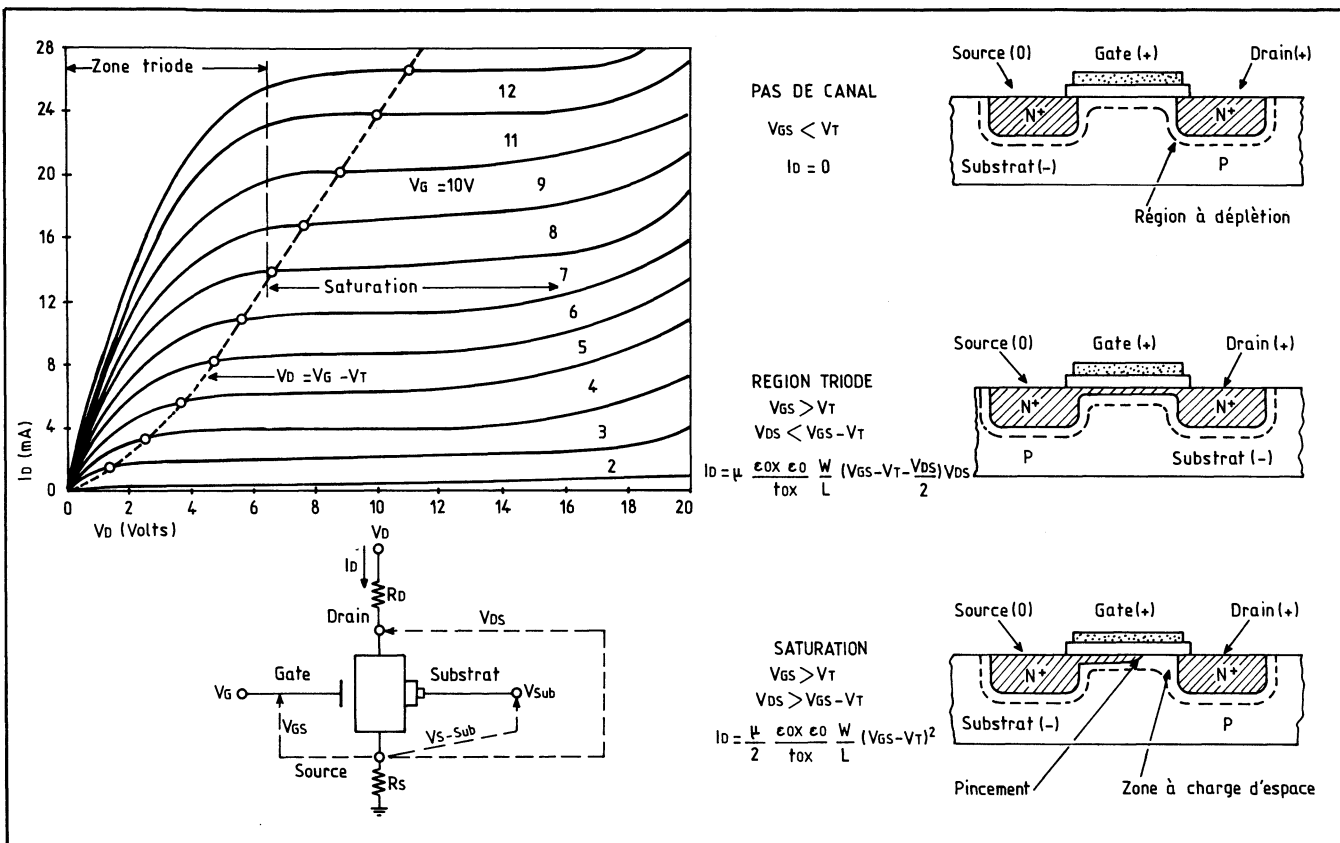 28
24
20
16
12
8
4
0
ID (mA)
Zone triode
12
11
VG =10V
9
8
7
Saturation
6
5
VD =VG -VT
4
3
2
0 2 4 6 8 10 12 14 16 18 20
VD (Volts)
VD
ID
RD
Drain
VDS
Gate
Substrat
VG
VSub
VGS
VS-Sub
Source
RS
PAS DE CANAL
VGS < VT
ID = 0
Source (0)
Gate (+)
Drain(+)
N+
N+
Substrat (-)
P
Région à déplètion
REGION TRIODE
VGS > VT
VDS < VGS-VT
ID = μ εox εo/tox W/L (VGS-VT-VDS/2) VDS
Source(0)
Gate (+)
Drain (+)
N+
N+
P
Substrat (-)
SATURATION
VGS > VT
VDS > VGS-VT
ID = μ/2 εox εo/tox W/L (VGS-VT)²
Source(0)
Gate(+)
Drain(+)
N+
N+
Substrat (-)
P
Pincement
Zone à charge d'espace